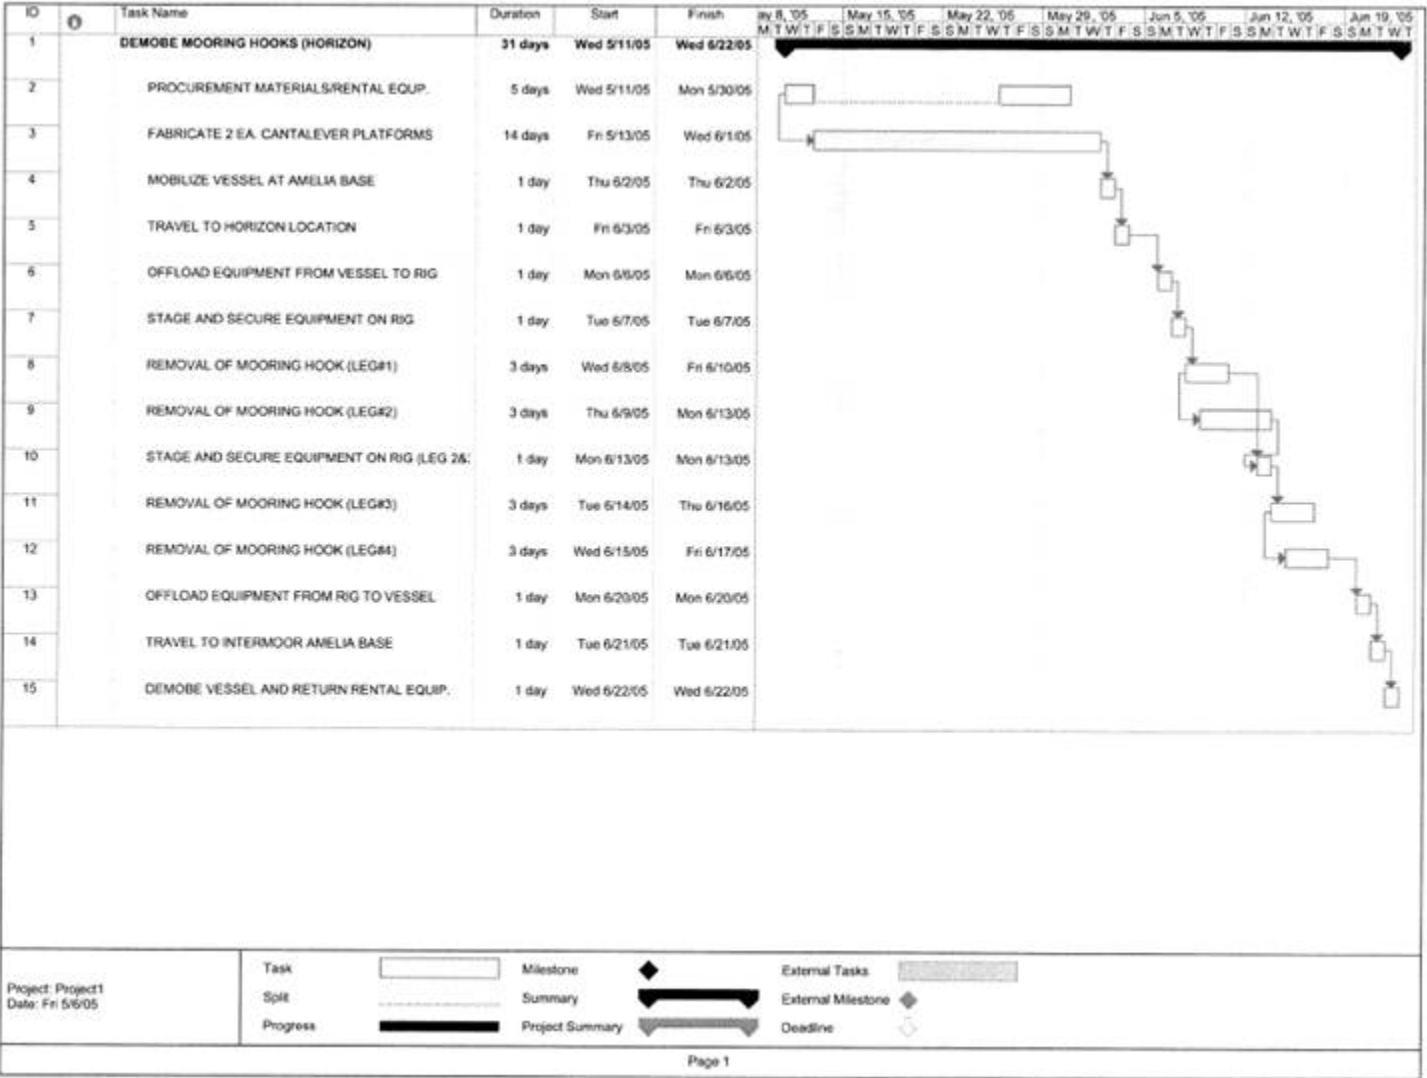 ID Task Name Duration Start Finish ay 8, '05 May 15, '05 May 22, '05 May 29, '05 Jun 5, '05 Jun 12, '05 Jun 19, '05
M T W T F S S M T W T F S S M T W T F S S M T W T F S S M T W T F S S M T W T F S S M T W T
1 DEMOBE MOORING HOOKS (HORIZON) 31 days Wed 5/11/05 Wed 6/22/05
2 PROCUREMENT MATERIALS/RENTAL EQUP. 5 days Wed 5/11/05 Mon 5/30/05
3 FABRICATE 2 EA. CANTALEVER PLATFORMS 14 days Fri 5/13/05 Wed 6/1/05
4 MOBILIZE VESSEL AT AMELIA BASE 1 day Thu 6/2/05 Thu 6/2/05
5 TRAVEL TO HORIZON LOCATION 1 day Fri 6/3/05 Fri 6/3/05
6 OFFLOAD EQUIPMENT FROM VESSEL TO RIG 1 day Mon 6/6/05 Mon 6/6/05
7 STAGE AND SECURE EQUIPMENT ON RIG 1 day Tue 6/7/05 Tue 6/7/05
8 REMOVAL OF MOORING HOOK (LEG#1) 3 days Wed 6/8/05 Fri 6/10/05
9 REMOVAL OF MOORING HOOK (LEG#2) 3 days Thu 6/9/05 Mon 6/13/05
10 STAGE AND SECURE EQUIPMENT ON RIG (LEG 2&: 1 day Mon 6/13/05 Mon 6/13/05
11 REMOVAL OF MOORING HOOK (LEG#3) 3 days Tue 6/14/05 Thu 6/16/05
12 REMOVAL OF MOORING HOOK (LEG#4) 3 days Wed 6/15/05 Fri 6/17/05
13 OFFLOAD EQUIPMENT FROM RIG TO VESSEL 1 day Mon 6/20/05 Mon 6/20/05
14 TRAVEL TO INTERMOOR AMELIA BASE 1 day Tue 6/21/05 Tue 6/21/05
15 DEMOBE VESSEL AND RETURN RENTAL EQUIP. 1 day Wed 6/22/05 Wed 6/22/05
Project: Project1
Date: Fri 5/6/05
Task Milestone External Tasks
Split Summary External Milestone
Progress Project Summary Deadline
Page 1